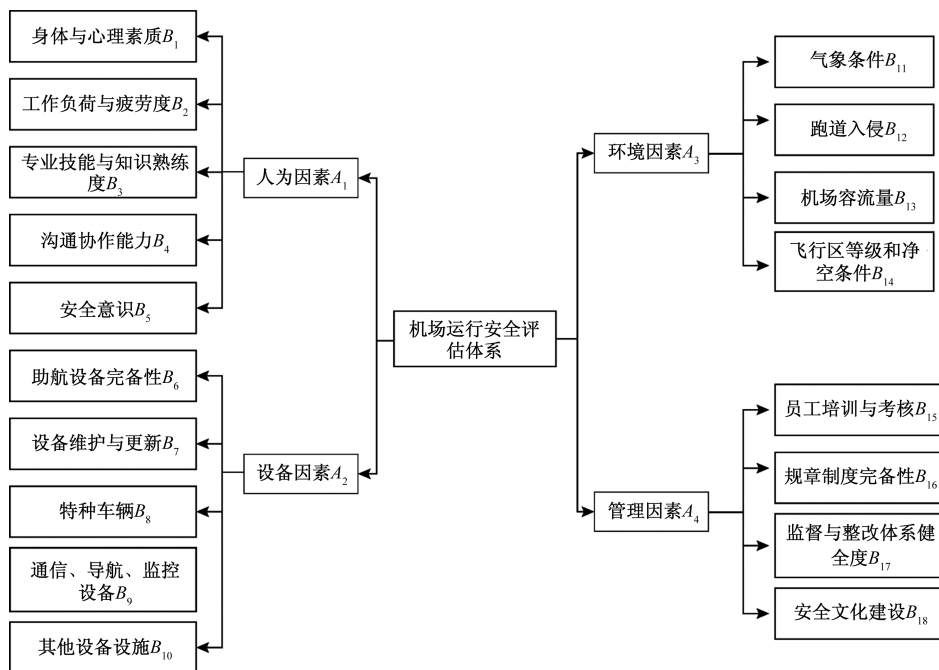 身体与心理素质B₁
工作负荷与疲劳度B₂
专业技能与知识熟练
度B₃
沟通协作能力B₄
安全意识B₅
人为因素A₁
助航设备完备性B₆
设备维护与更新B₇
特种车辆B₈
通信、导航、监控
设备B₉
其他设备设施B₁₀
设备因素A₂
机场运行安全评
估体系
环境因素A₃
气象条件B₁₁
跑道入侵B₁₂
机场容流量B₁₃
飞行区等级和净
空条件B₁₄
管理因素A₄
员工培训与考核B₁₅
规章制度完备性B₁₆
监督与整改体系健
全度B₁₇
安全文化建设B₁₈